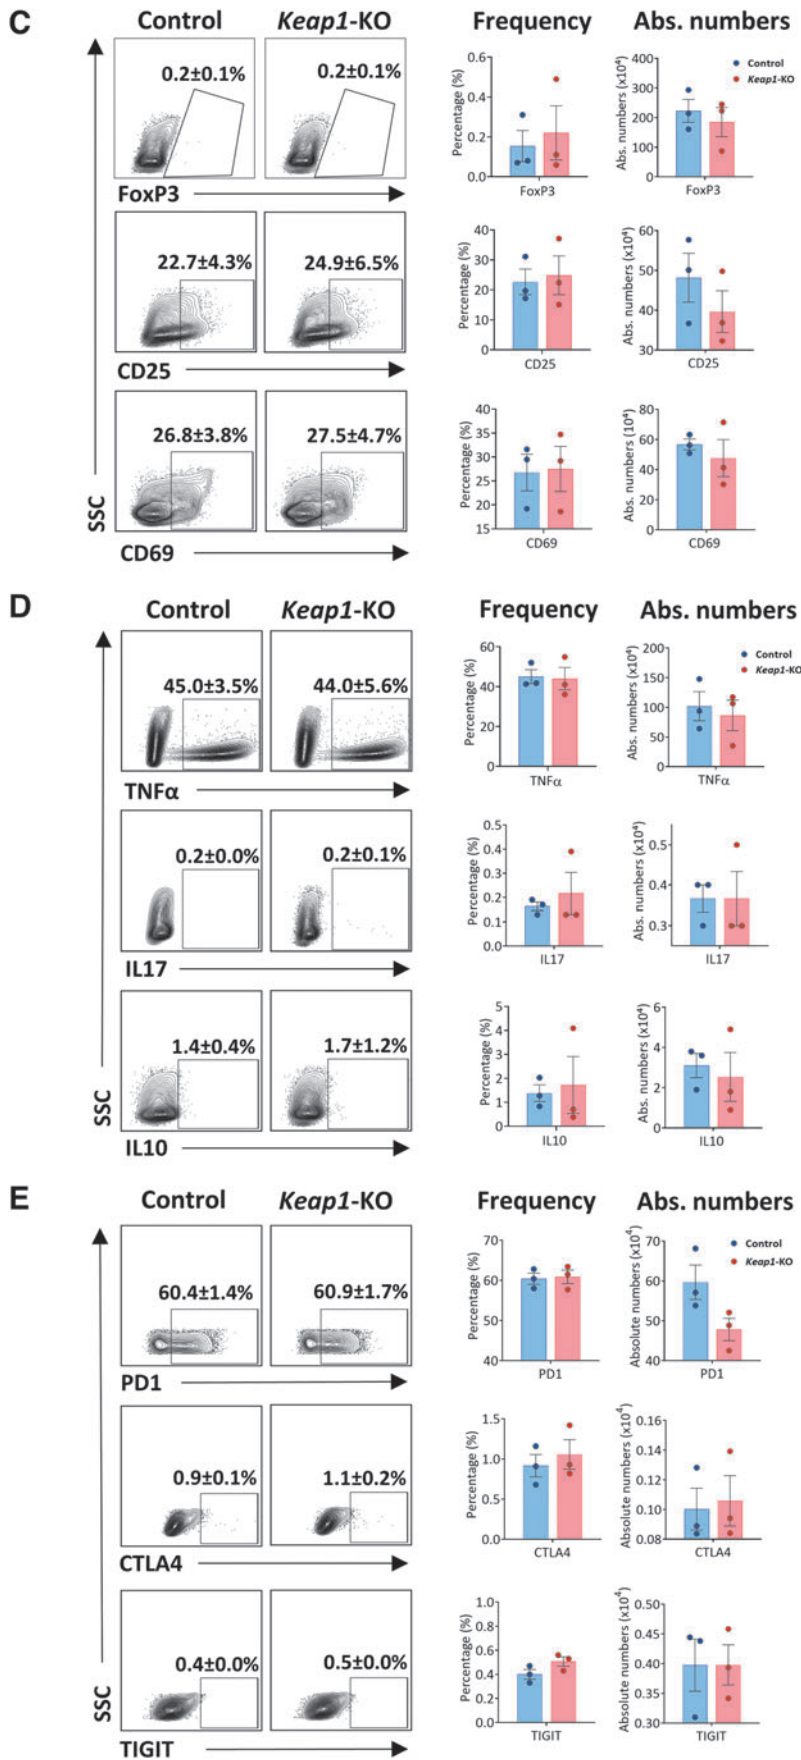 C
Control Keap1-KO Frequency Abs. numbers
SSC
0.2±0.1% 0.2±0.1%
FoxP3
Percentage (%)
0.6
0.4
0.2
0.0
FoxP3
Abs. numbers (x10⁴)
400
300
200
100
0
FoxP3
Control
Keap1-KO
22.7±4.3% 24.9±6.5%
CD25
Percentage (%)
40
30
20
10
0
CD25
Abs. numbers (x10⁴)
60
50
40
30
CD25
26.8±3.8% 27.5±4.7%
CD69
Percentage (%)
40
35
30
25
20
15
CD69
Abs. numbers (10⁴)
80
60
40
20
0
CD69
D
Control Keap1-KO Frequency Abs. numbers
SSC
45.0±3.5% 44.0±5.6%
TNFα
Percentage (%)
60
40
20
0
TNFα
Abs. numbers (x10⁴)
200
150
100
50
0
TNFα
Control
Keap1-KO
0.2±0.0% 0.2±0.1%
IL17
Percentage (%)
0.5
0.4
0.3
0.2
0.1
0.0
IL17
Abs. numbers (x10⁴)
0.5
0.4
0.3
IL17
1.4±0.4% 1.7±1.2%
IL10
Percentage (%)
5
4
3
2
1
0
IL10
Abs. numbers (x10⁴)
6
4
2
0
IL10
E
Control Keap1-KO Frequency Abs. numbers
SSC
60.4±1.4% 60.9±1.7%
PD1
Percentage (%)
70
60
50
40
PD1
Absolute numbers (x10⁴)
70
60
50
40
PD1
Control
Keap1-KO
0.9±0.1% 1.1±0.2%
CTLA4
Percentage (%)
1.5
1.0
0.5
0.0
CTLA4
Absolute numbers (x10⁴)
0.16
0.14
0.12
0.10
0.08
CTLA4
0.4±0.0% 0.5±0.0%
TIGIT
Percentage (%)
1.0
0.8
0.6
0.4
0.2
0.0
TIGIT
Absolute numbers (x10⁴)
0.50
0.45
0.40
0.35
0.30
TIGIT